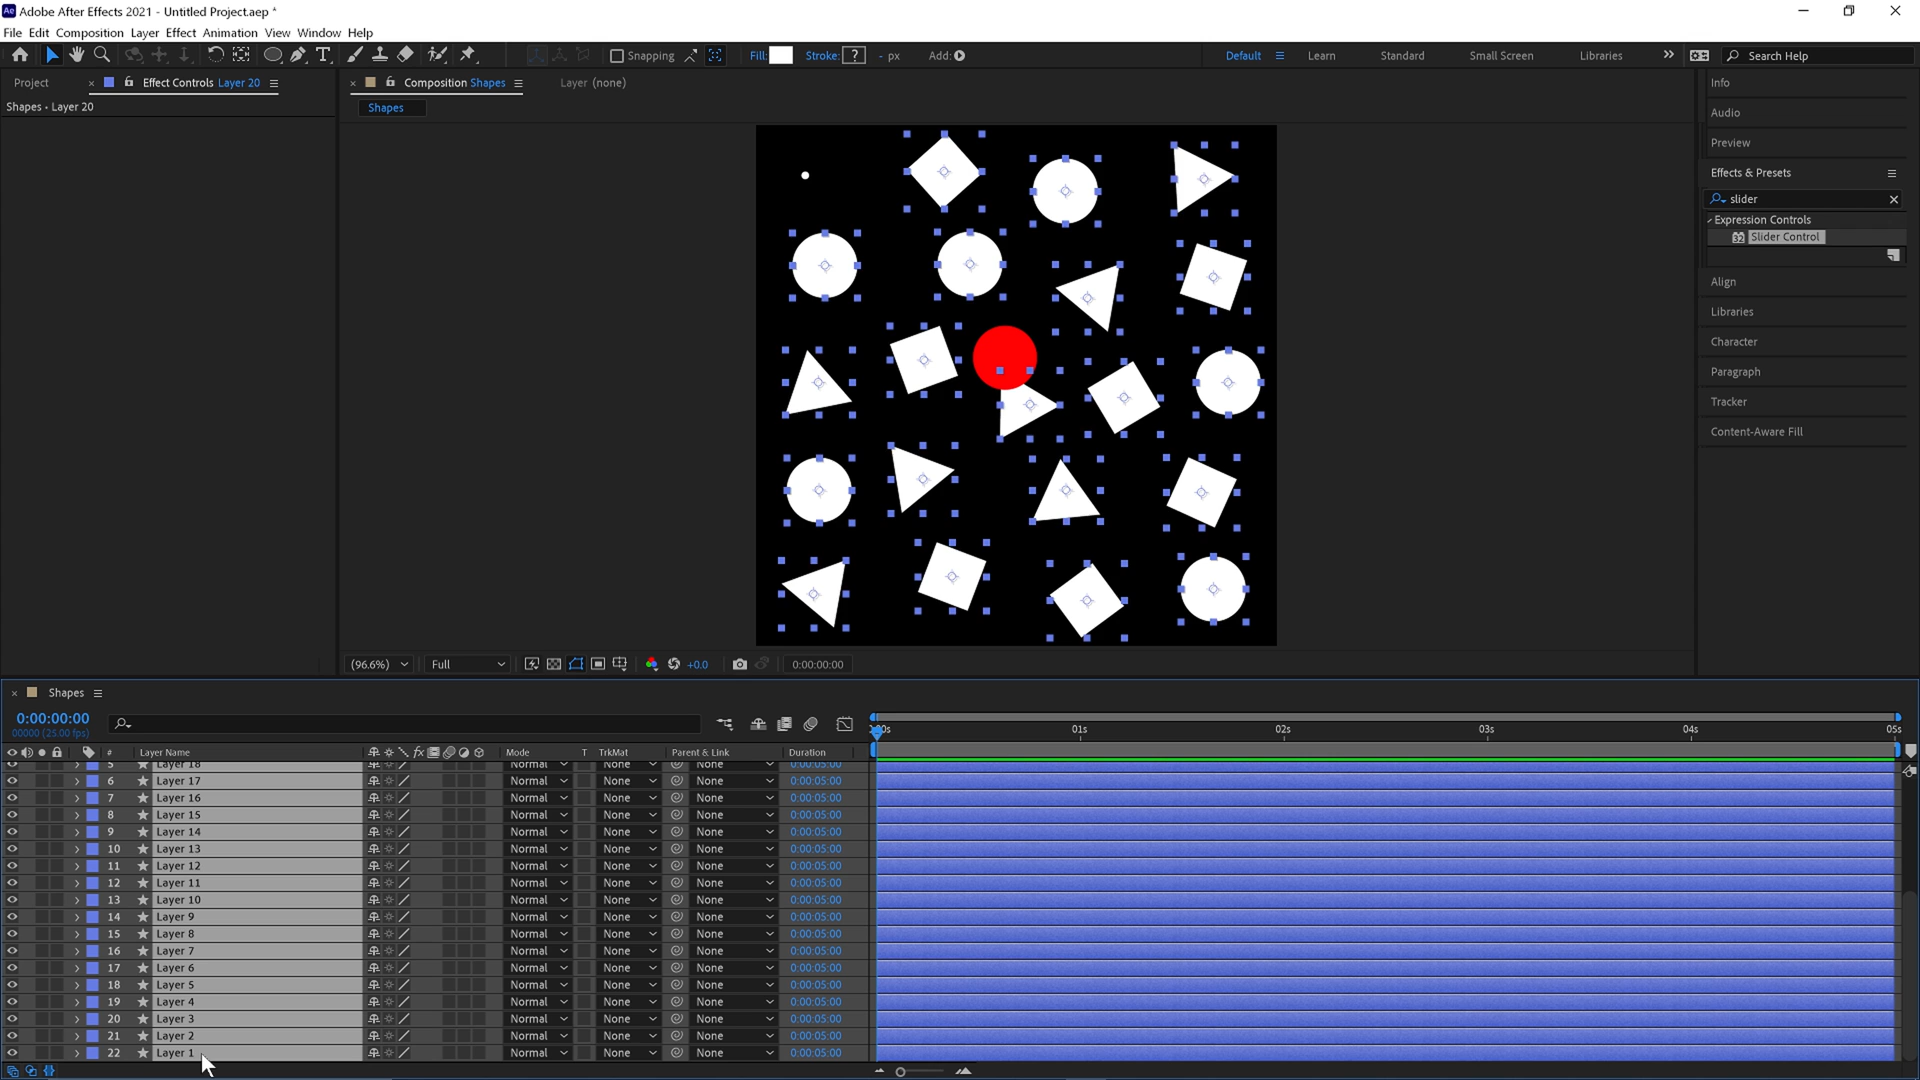 Ae Adobe After Effects 2021 - Untitled Project.aep *
File Edit Composition Layer Effect Animation View Window Help
Snapping Fill: Stroke: ? - px Add: Default Learn Standard Small Screen Libraries Search Help
Project Effect Controls Layer 20 Composition Shapes Layer (none)
Shapes • Layer 20
Shapes
Info
Audio
Preview
Effects & Presets
slider
Expression Controls
Slider Control
Align
Libraries
Character
Paragraph
Tracker
Content-Aware Fill
(96.6%) Full +0.0 0:00:00:00
Shapes
0:00:00:00
00000 (25.00 fps)
:00s 01s 02s 03s 04s 05s
# Layer Name Mode T TrkMat Parent & Link Duration
5 Layer 18 Normal None None 0:00:05:00
6 Layer 17 Normal None None 0:00:05:00
7 Layer 16 Normal None None 0:00:05:00
8 Layer 15 Normal None None 0:00:05:00
9 Layer 14 Normal None None 0:00:05:00
10 Layer 13 Normal None None 0:00:05:00
11 Layer 12 Normal None None 0:00:05:00
12 Layer 11 Normal None None 0:00:05:00
13 Layer 10 Normal None None 0:00:05:00
14 Layer 9 Normal None None 0:00:05:00
15 Layer 8 Normal None None 0:00:05:00
16 Layer 7 Normal None None 0:00:05:00
17 Layer 6 Normal None None 0:00:05:00
18 Layer 5 Normal None None 0:00:05:00
19 Layer 4 Normal None None 0:00:05:00
20 Layer 3 Normal None None 0:00:05:00
21 Layer 2 Normal None None 0:00:05:00
22 Layer 1 Normal None None 0:00:05:00